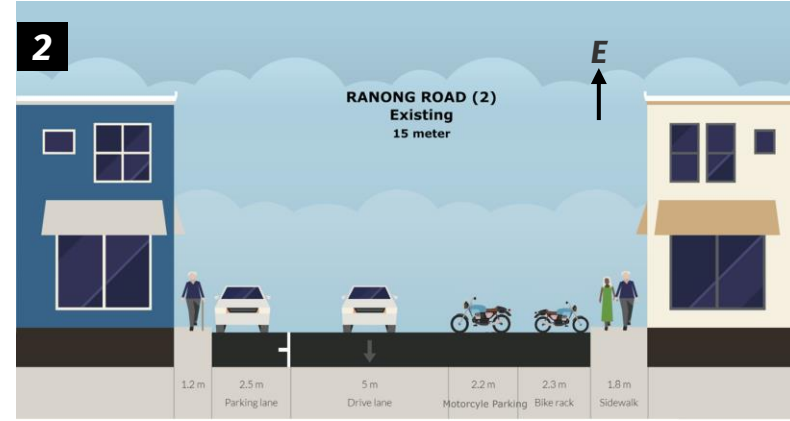 2
E
RANONG ROAD (2)
Existing
15 meter
1.2 m 2.5 m 5 m 2.2 m 2.3 m 1.8 m
Parking lane Drive lane Motorcyle Parking Bike rack Sidewalk